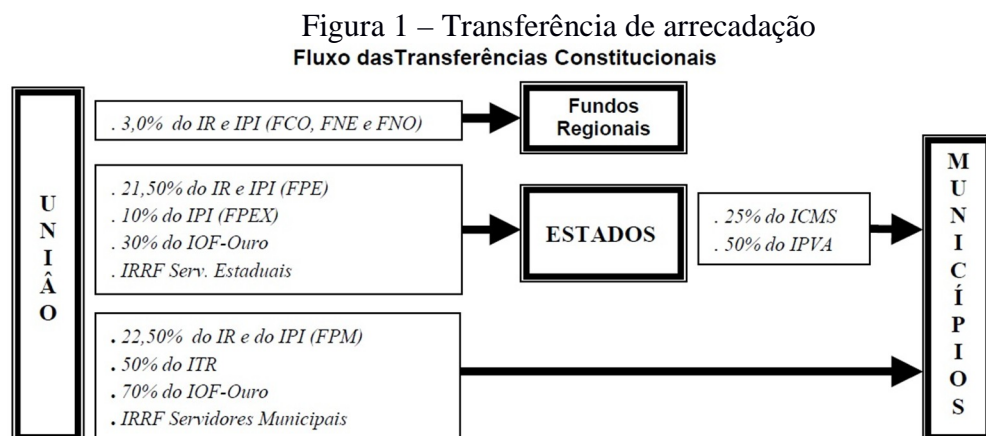 Figura 1 – Transferência de arrecadação
Fluxo dasTransferências Constitucionais
UNIÂO
. 3,0% do IR e IPI (FCO, FNE e FNO)
Fundos
Regionais
. 21,50% do IR e IPI (FPE)
. 10% do IPI (FPEX)
. 30% do IOF-Ouro
. IRRF Serv. Estaduais
ESTADOS
. 25% do ICMS
. 50% do IPVA
. 22,50% do IR e do IPI (FPM)
. 50% do ITR
. 70% do IOF-Ouro
. IRRF Servidores Municipais
MUNICÍPIOS